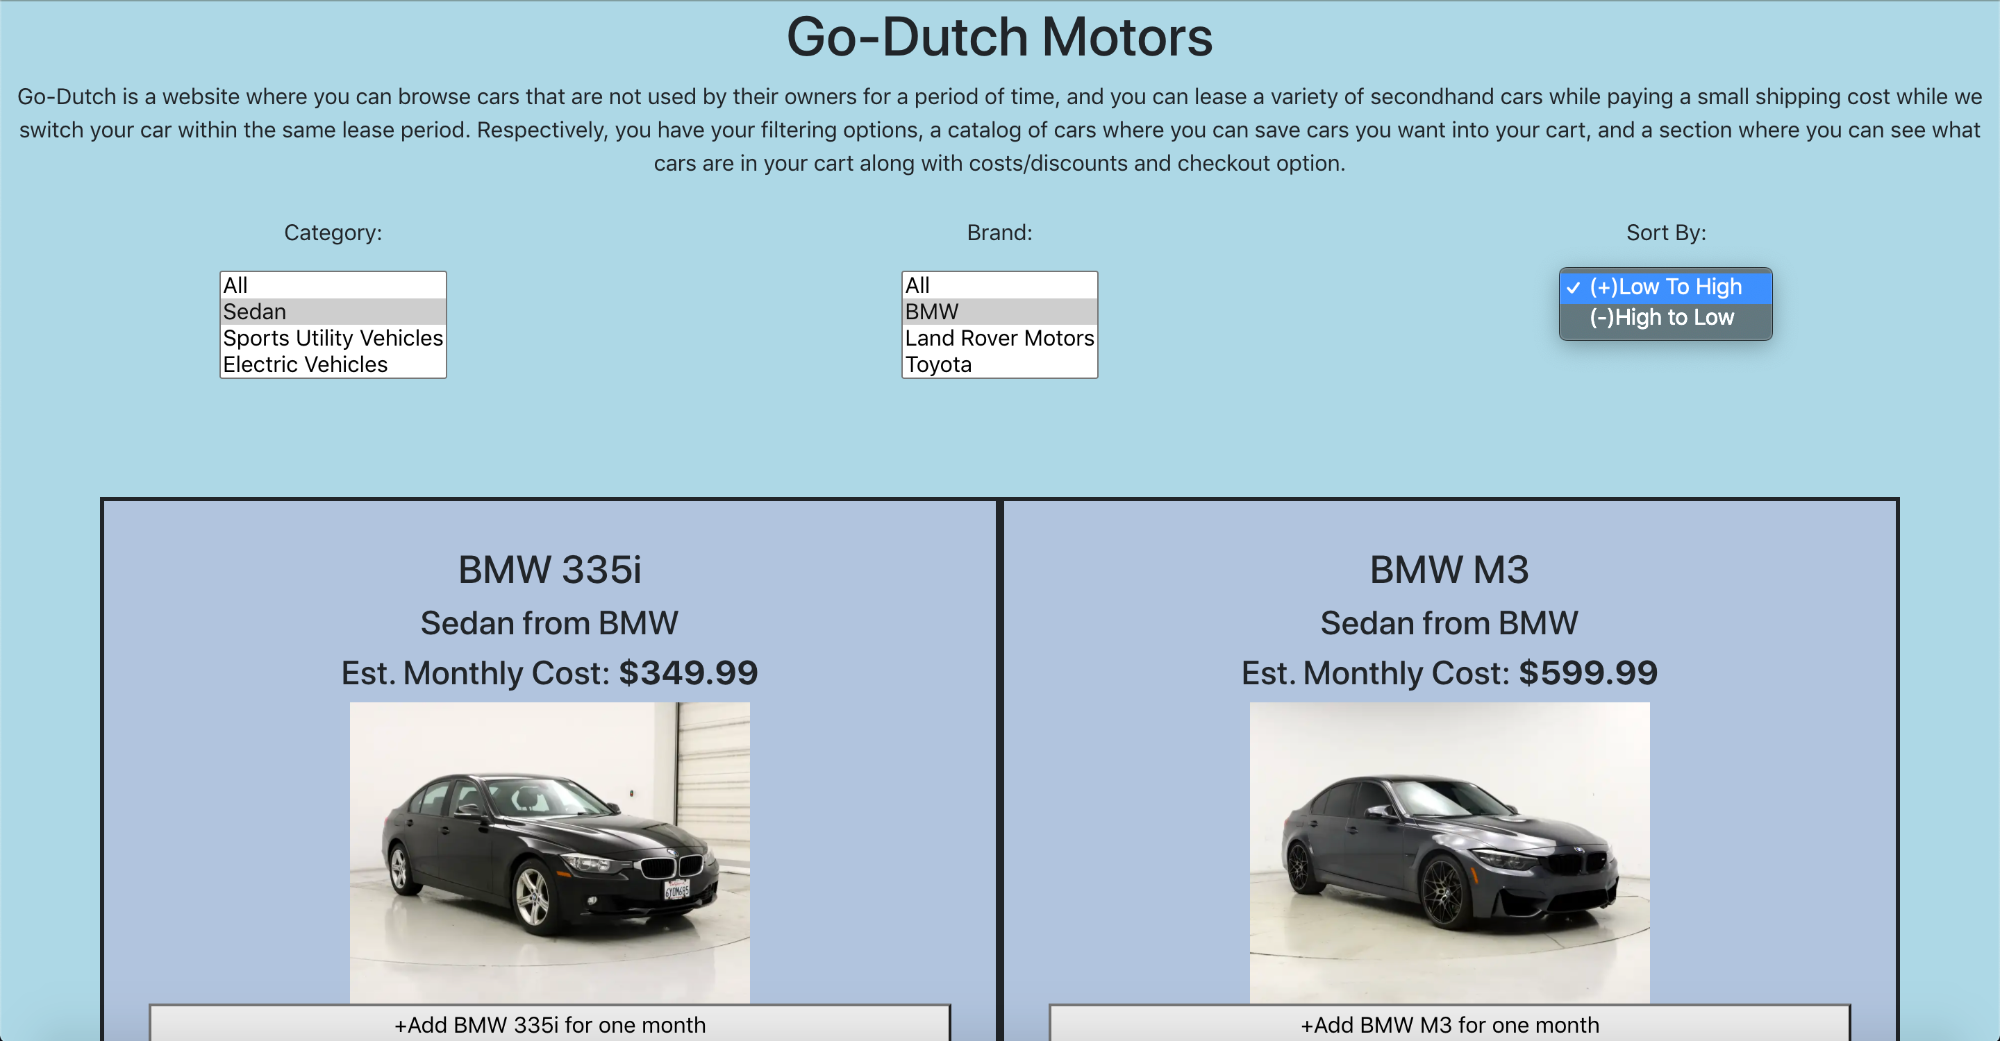 Go-Dutch Motors
Go-Dutch is a website where you can browse cars that are not used by their owners for a period of time, and you can lease a variety of secondhand cars while paying a small shipping cost while we
switch your car within the same lease period. Respectively, you have your filtering options, a catalog of cars where you can save cars you want into your cart, and a section where you can see what
cars are in your cart along with costs/discounts and checkout option.
Category:
All
Sedan
Sports Utility Vehicles
Electric Vehicles
Brand:
All
BMW
Land Rover Motors
Toyota
Sort By:
✓ (+)Low To High
(-)High to Low
BMW 335i
Sedan from BMW
Est. Monthly Cost: $349.99
+Add BMW 335i for one month
BMW M3
Sedan from BMW
Est. Monthly Cost: $599.99
+Add BMW M3 for one month